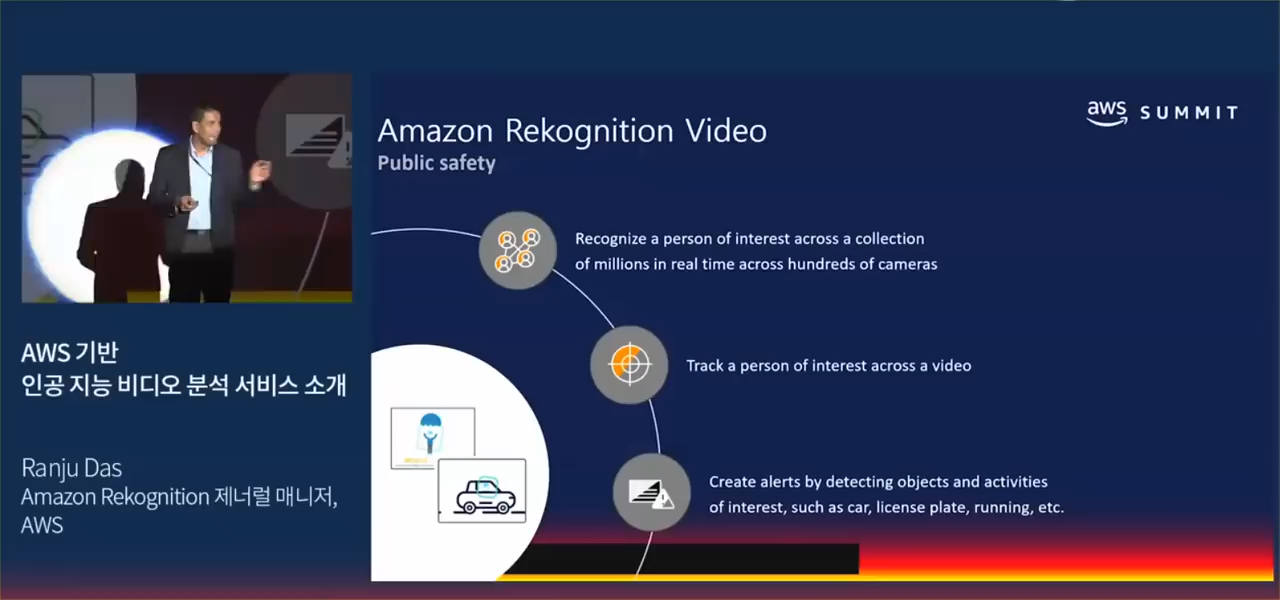 aws SUMMIT
Amazon Rekognition Video
Public safety
Recognize a person of interest across a collection
of millions in real time across hundreds of cameras
Track a person of interest across a video
Create alerts by detecting objects and activities
of interest, such as car, license plate, running, etc.
AWS 기반
인공 지능 비디오 분석 서비스 소개
Ranju Das
Amazon Rekognition 제너럴 매니저,
AWS